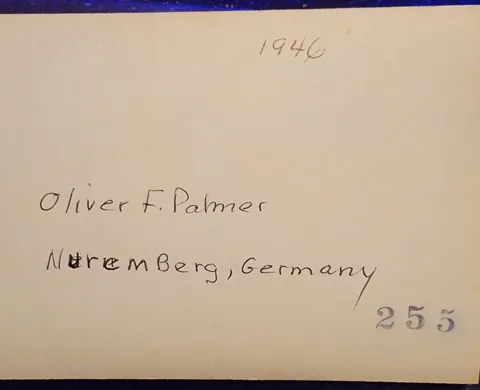 1946
Oliver F. Palmer
NuremBerg, Germany
255